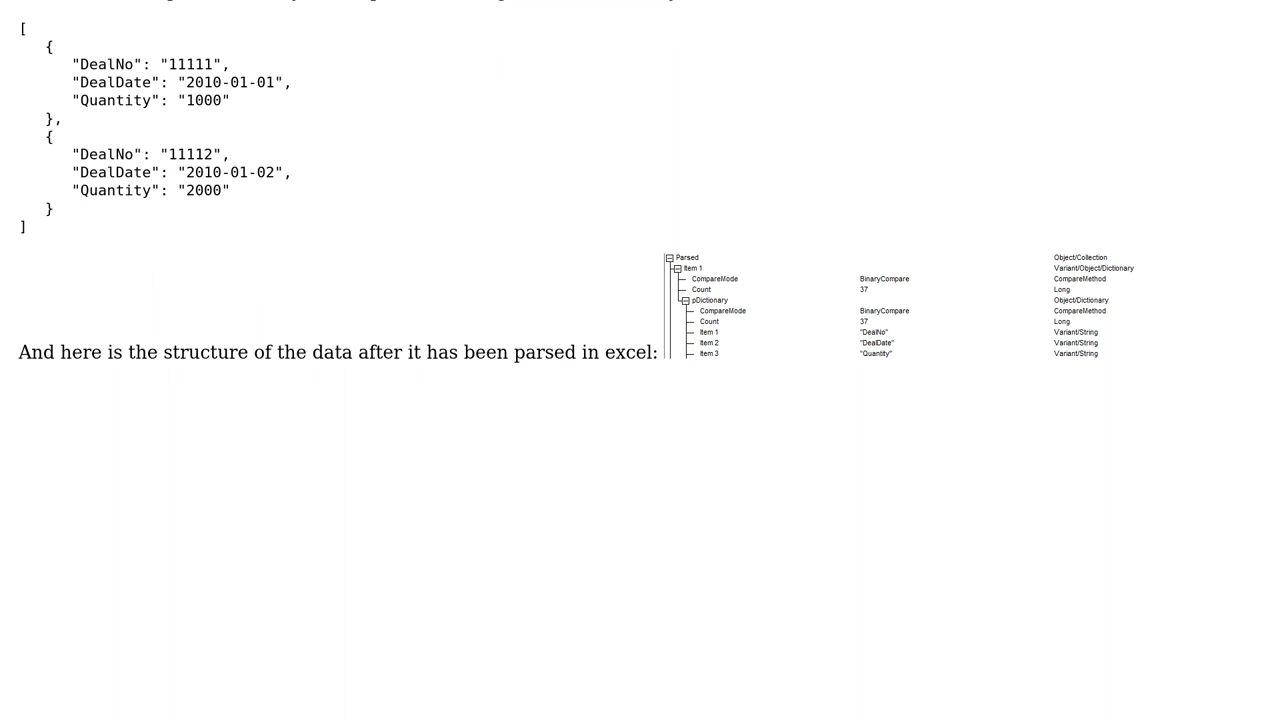 [
{
"DealNo": "11111",
"DealDate": "2010-01-01",
"Quantity": "1000"
},
{
"DealNo": "11112",
"DealDate": "2010-01-02",
"Quantity": "2000"
}
]
Parsed Object/Collection
Item 1 Variant/Object/Dictionary
CompareMode BinaryCompare CompareMethod
Count 37 Long
pDictionary Object/Dictionary
CompareMode BinaryCompare CompareMethod
Count 37 Long
Item 1 "DealNo" Variant/String
Item 2 "DealDate" Variant/String
Item 3 "Quantity" Variant/String
And here is the structure of the data after it has been parsed in excel: